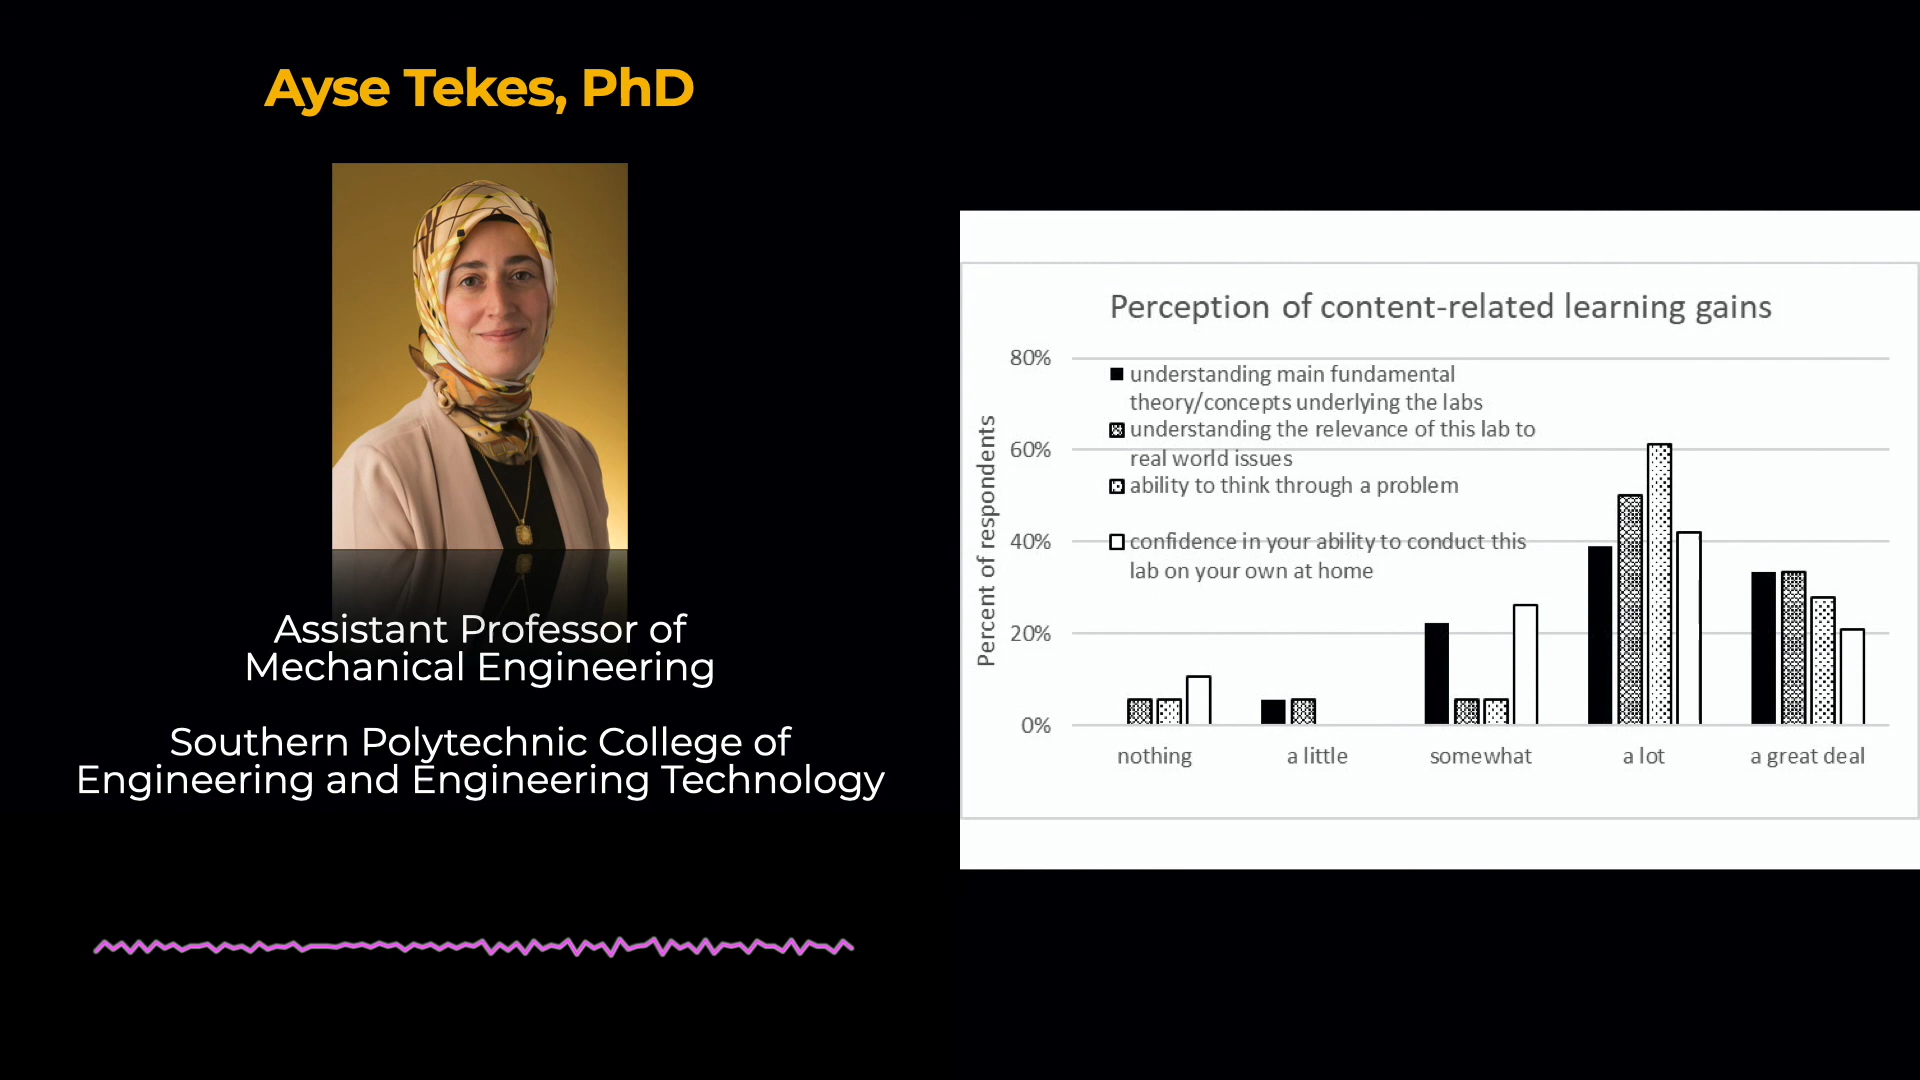 Ayse Tekes, PhD
Assistant Professor of
Mechanical Engineering
Southern Polytechnic College of
Engineering and Engineering Technology
Perception of content-related learning gains
Percent of respondents
80%
60%
40%
20%
0%
understanding main fundamental
theory/concepts underlying the labs
understanding the relevance of this lab to
real world issues
ability to think through a problem
confidence in your ability to conduct this
lab on your own at home
nothing
a little
somewhat
a lot
a great deal